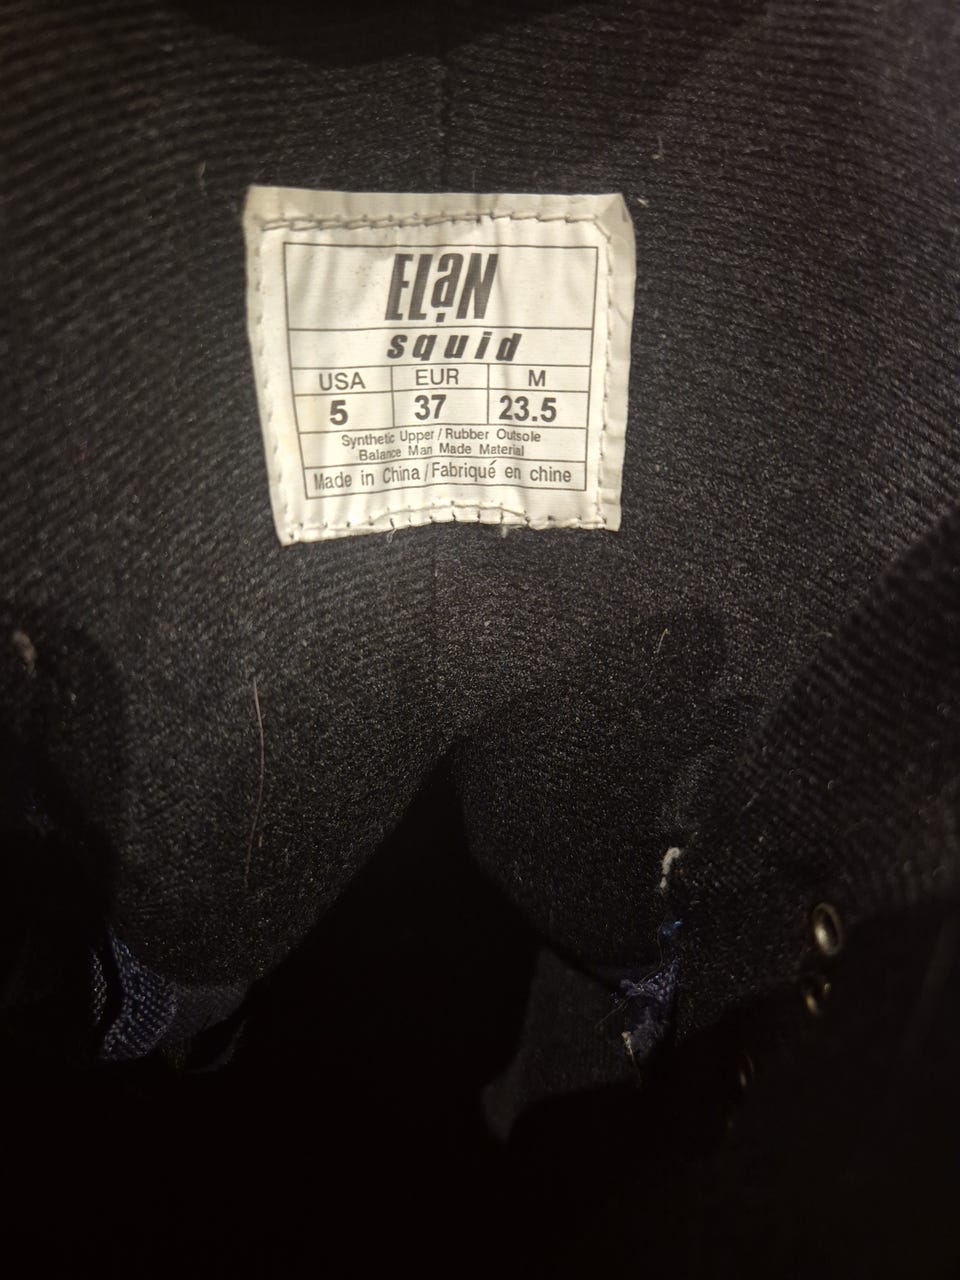 ELaN
squid
USA EUR M
5 37 23.5
Synthetic Upper / Rubber Outsole
Balance Man Made Material
Made in China / Fabriqué en chine